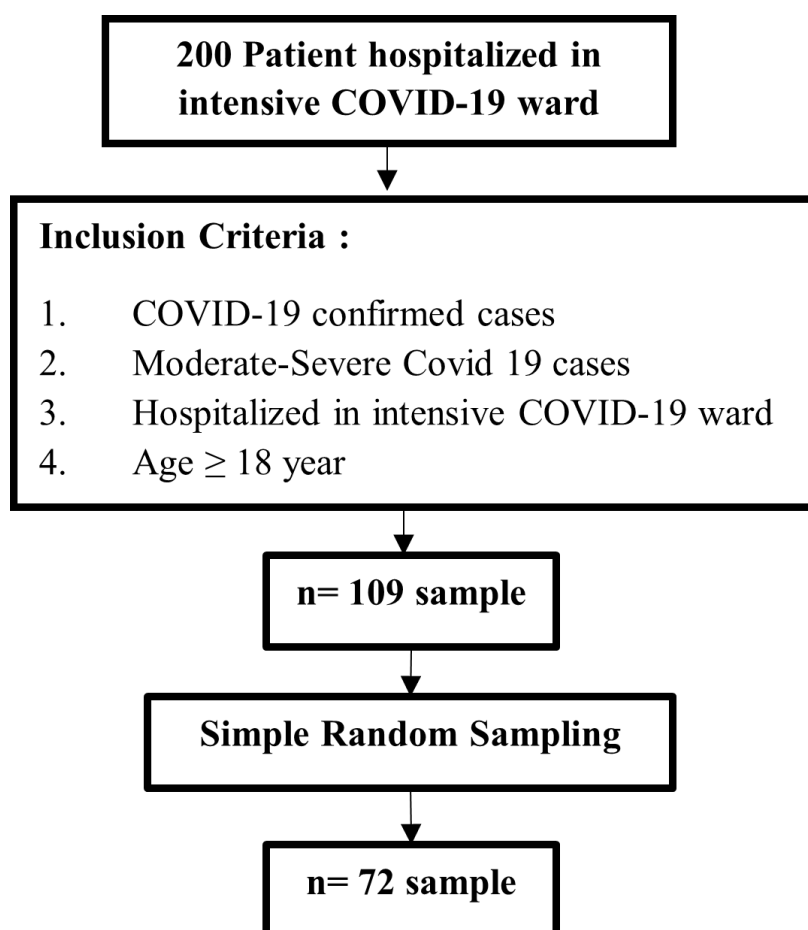 200 Patient hospitalized in
intensive COVID-19 ward
Inclusion Criteria :
1. COVID-19 confirmed cases
2. Moderate-Severe Covid 19 cases
3. Hospitalized in intensive COVID-19 ward
4. Age ≥ 18 year
n= 109 sample
Simple Random Sampling
n= 72 sample